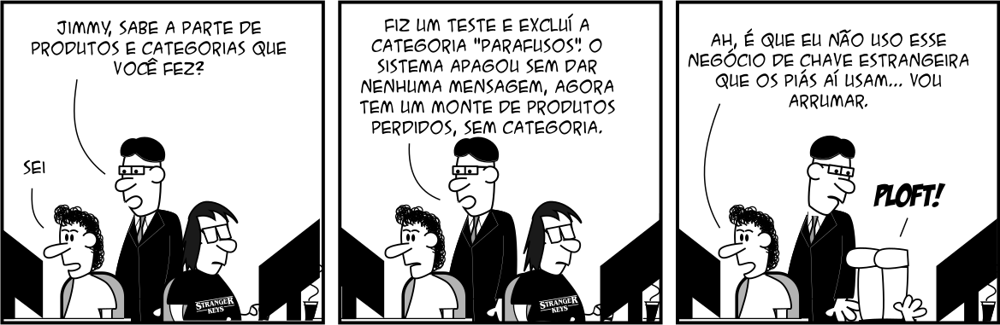 JIMMY, SABE A PARTE DE
PRODUTOS E CATEGORIAS QUE
VOCÊ FEZ?
SEI
STRANGER
KEYS
FIZ UM TESTE E EXCLUÍ A
CATEGORIA "PARAFUSOS". O
SISTEMA APAGOU SEM DAR
NENHUMA MENSAGEM, AGORA
TEM UM MONTE DE PRODUTOS
PERDIDOS, SEM CATEGORIA.
STRANGER
KEYS
AH, É QUE EU NÃO USO ESSE
NEGÓCIO DE CHAVE ESTRANGEIRA
QUE OS PIÁS AÍ USAM... VOU
ARRUMAR.
PLOFT!